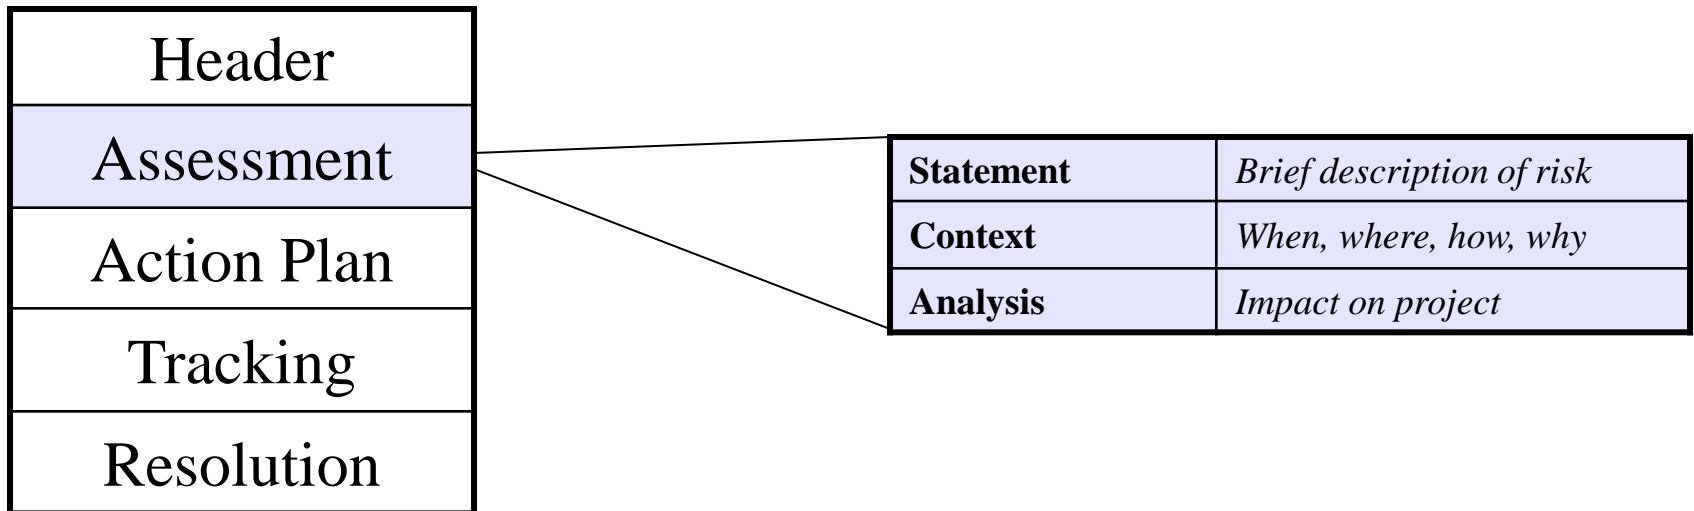 Header
Assessment
Action Plan
Tracking
Resolution
Statement Brief description of risk
Context When, where, how, why
Analysis Impact on project